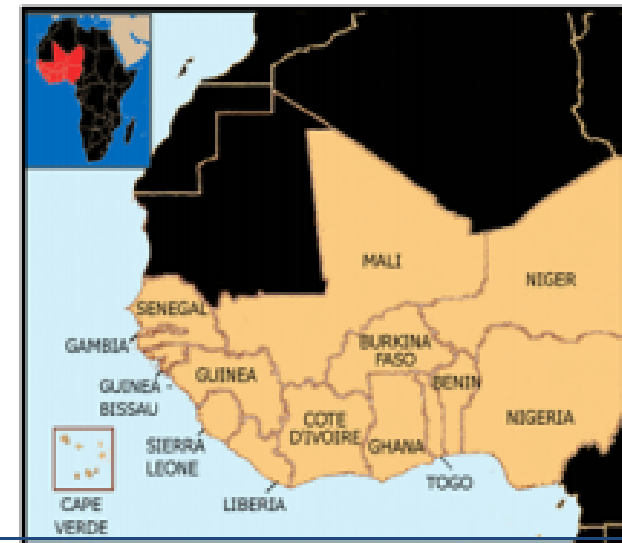 MALI
NIGER
SENEGAL
GAMBIA
BURKINA
FASO
GUINEA
BENIN
GUINEA
BISSAU
COTE
D'IVOIRE
GHANA
NIGERIA
SIERRA
LEONE
TOGO
LIBERIA
CAPE
VERDE